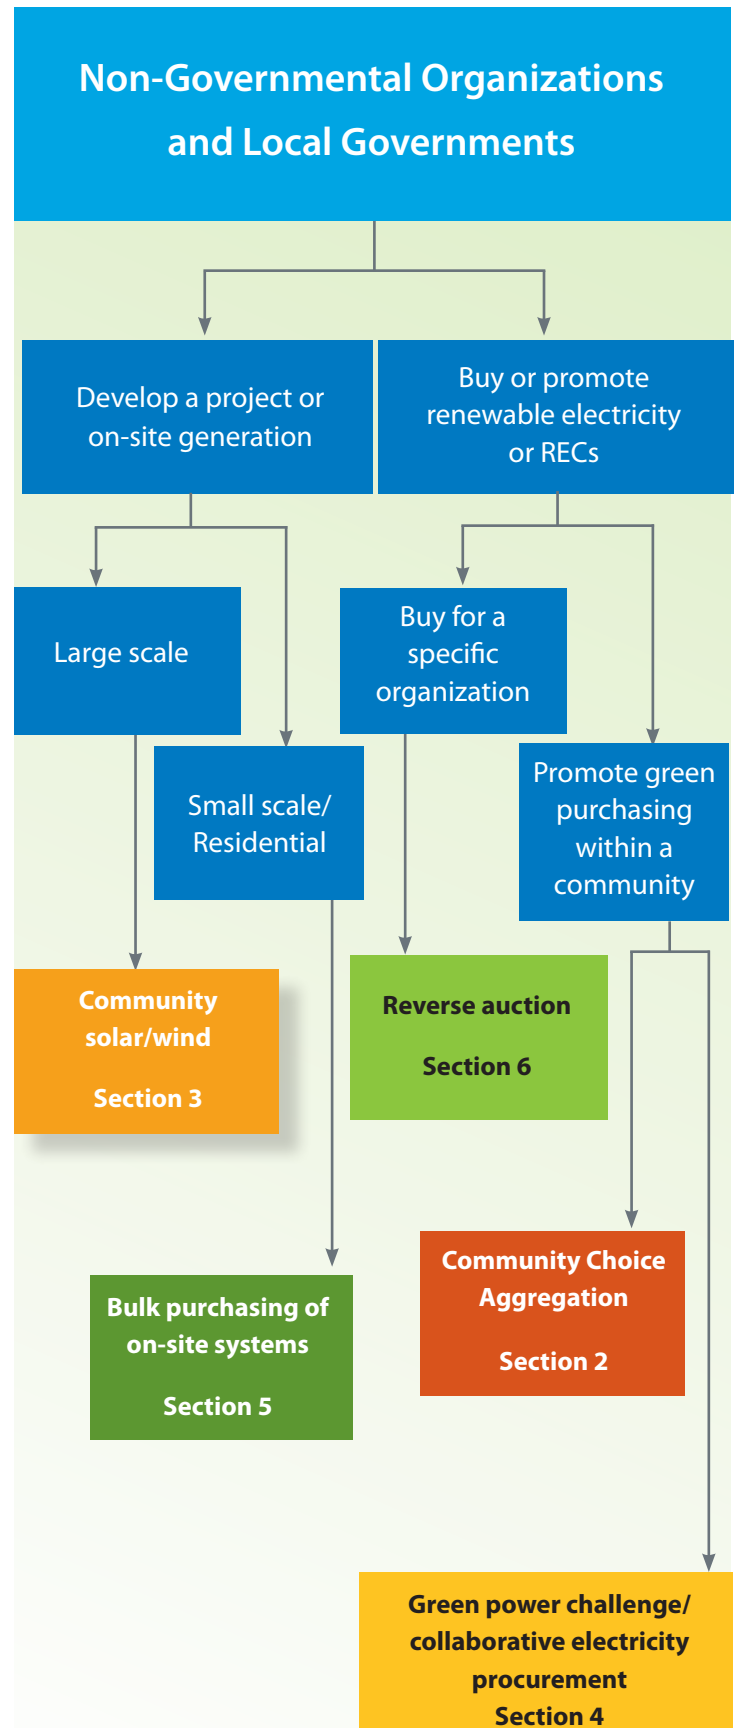 Non-Governmental Organizations
and Local Governments
Develop a project or
on-site generation
Buy or promote
renewable electricity
or RECs
Large scale
Buy for a
specific
organization
Small scale/
Residential
Promote green
purchasing
within a
community
Community
solar/wind
Section 3
Reverse auction
Section 6
Community Choice
Aggregation
Section 2
Bulk purchasing of
on-site systems
Section 5
Green power challenge/
collaborative electricity
procurement
Section 4